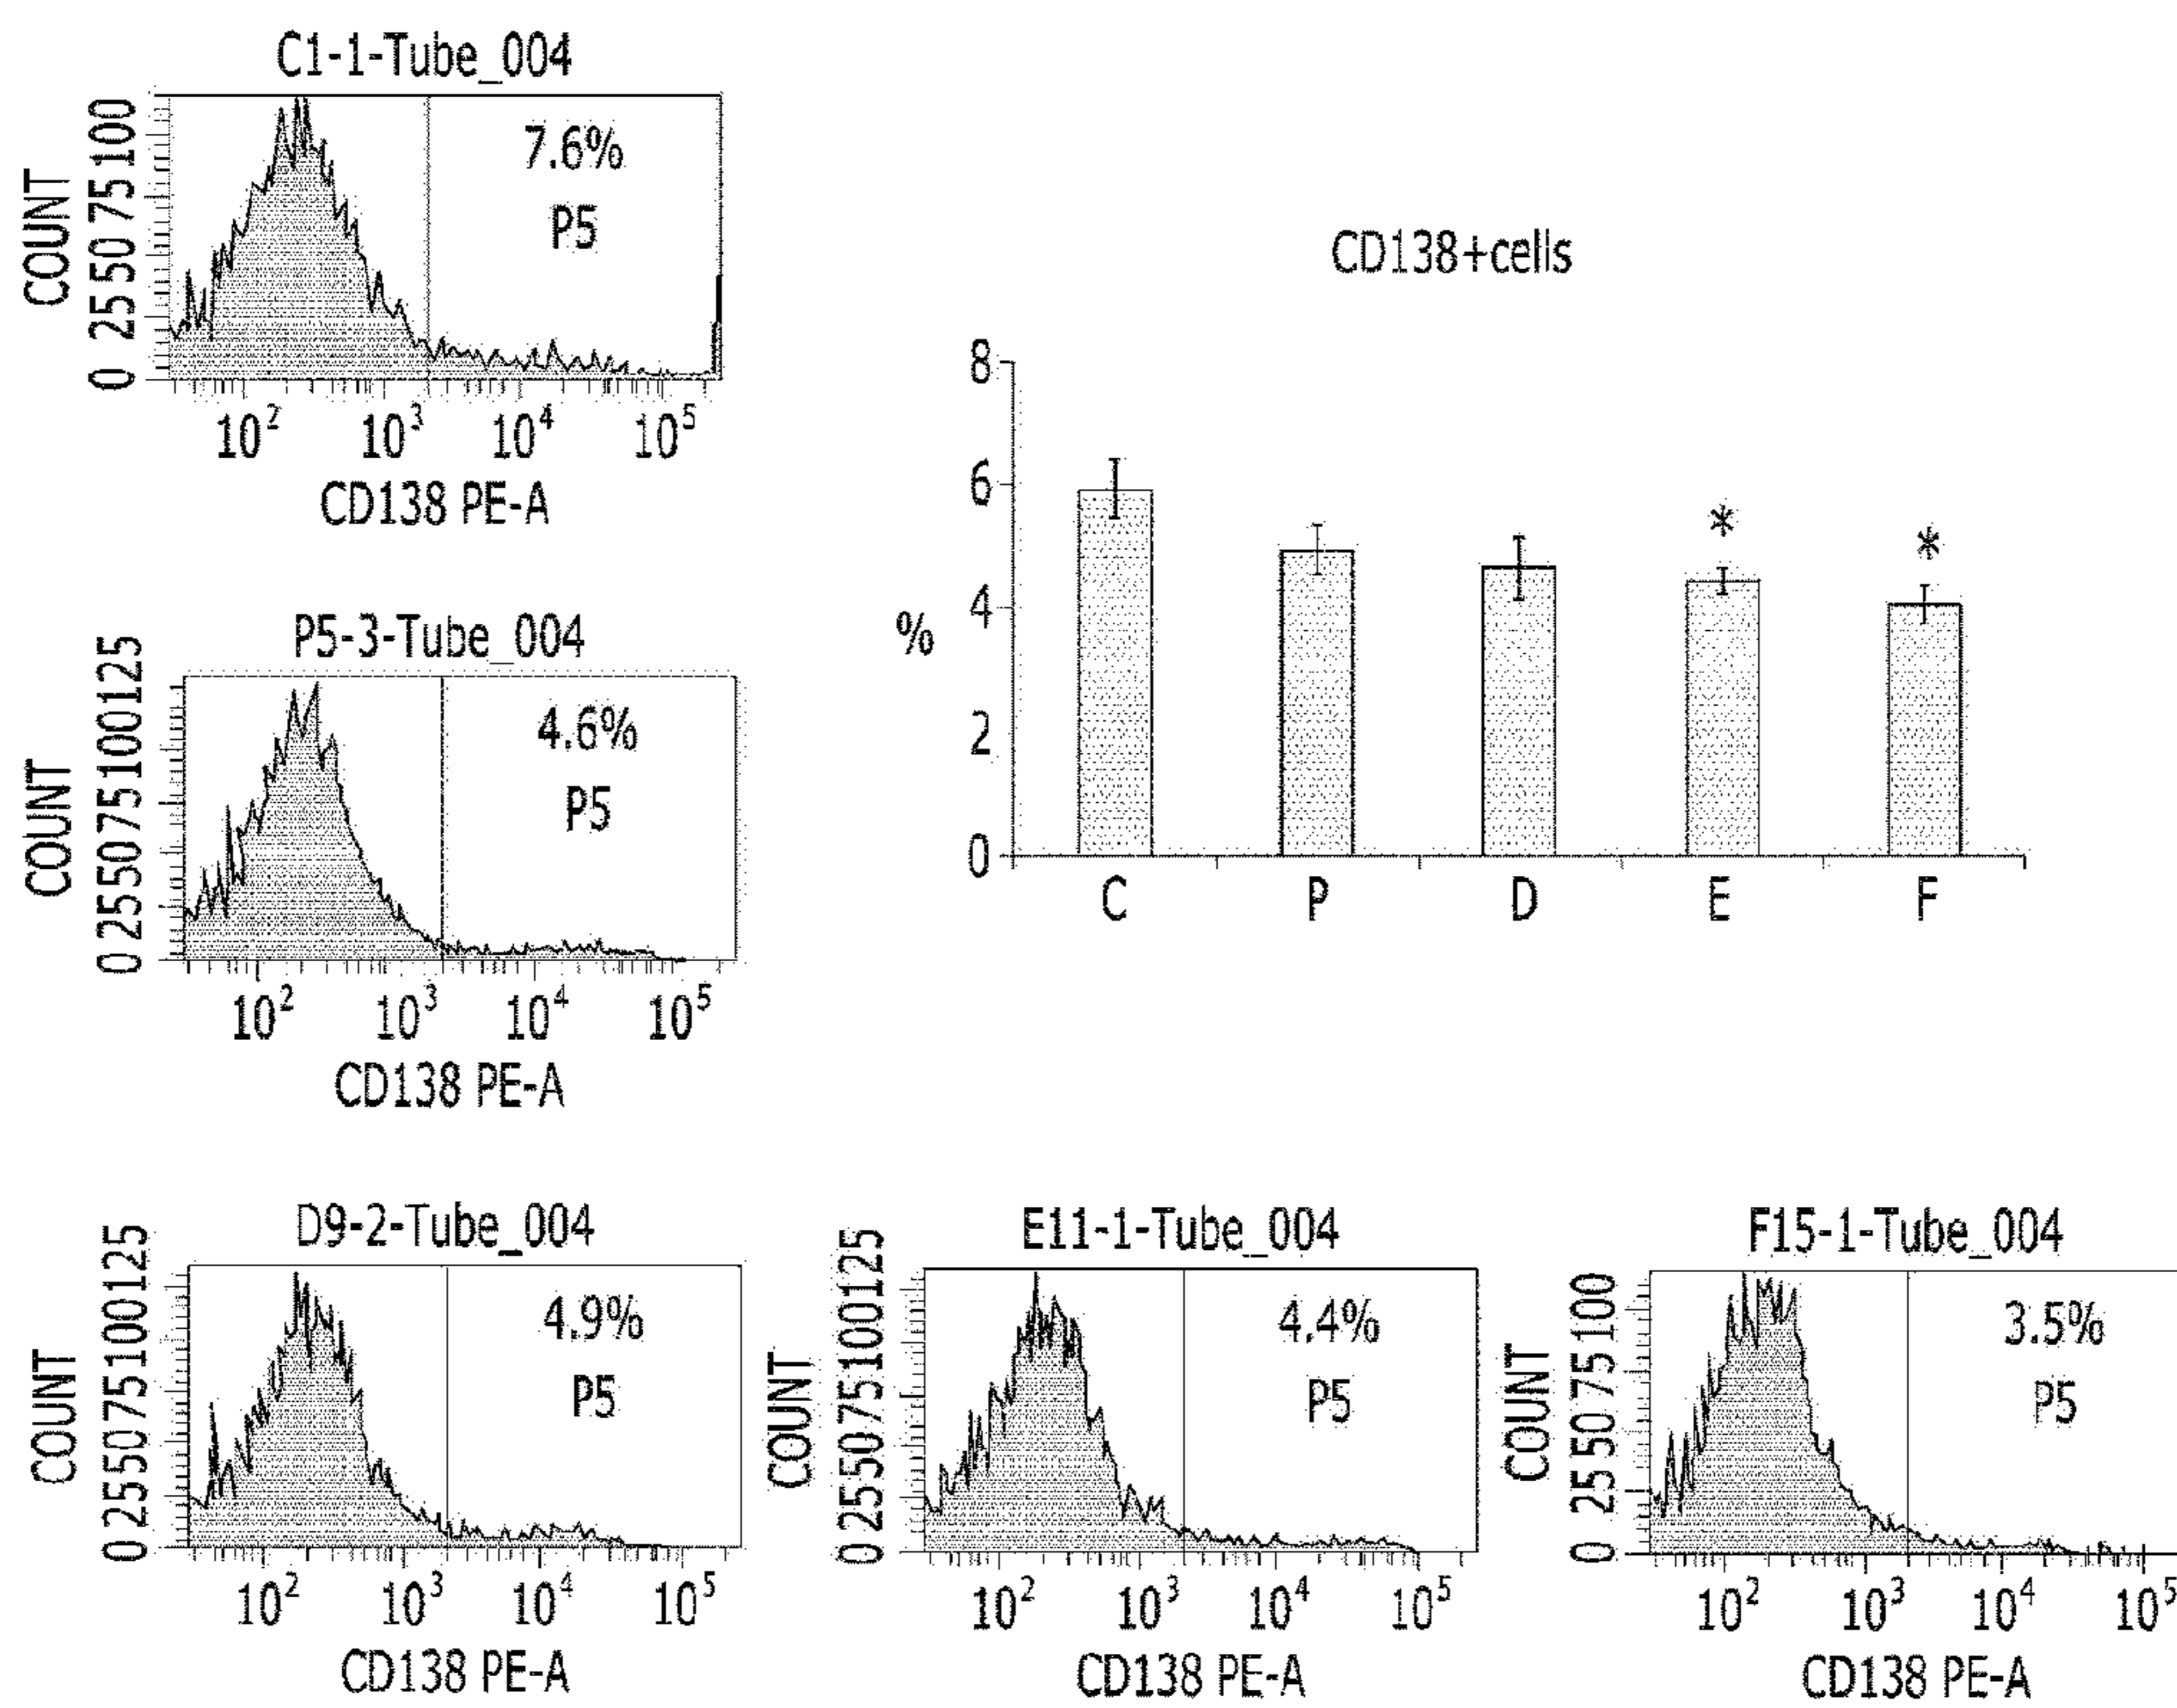 C1-1-Tube_004
COUNT
0 25 50 75 100
7.6%
P5
10² 10³ 10⁴ 10⁵
CD138 PE-A
P5-3-Tube_004
COUNT
0 25 50 75 100 125
4.6%
P5
10² 10³ 10⁴ 10⁵
CD138 PE-A
CD138+cells
%
8
6
4
2
0
*
*
C P D E F
D9-2-Tube_004
COUNT
0 25 50 75 100 125
4.9%
P5
10² 10³ 10⁴ 10⁵
CD138 PE-A
E11-1-Tube_004
COUNT
0 25 50 75 100 125
4.4%
P5
10² 10³ 10⁴ 10⁵
CD138 PE-A
F15-1-Tube_004
COUNT
0 25 50 75 100
3.5%
P5
10² 10³ 10⁴ 10⁵
CD138 PE-A